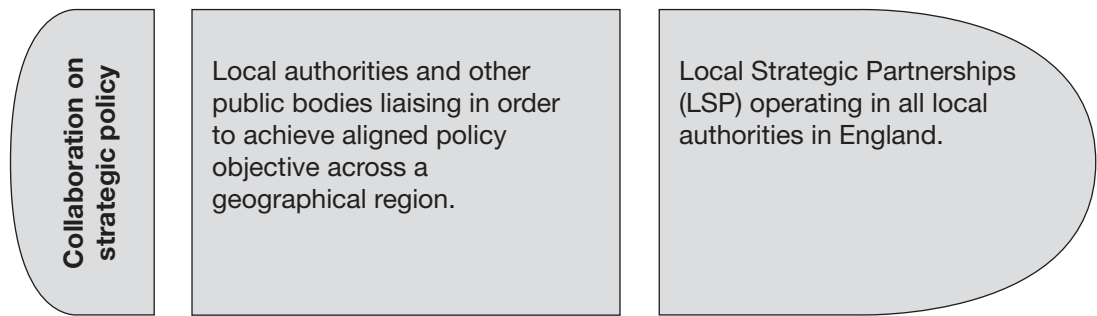 Collaboration on
strategic policy
Local authorities and other
public bodies liaising in order
to achieve aligned policy
objective across a
geographical region.
Local Strategic Partnerships
(LSP) operating in all local
authorities in England.